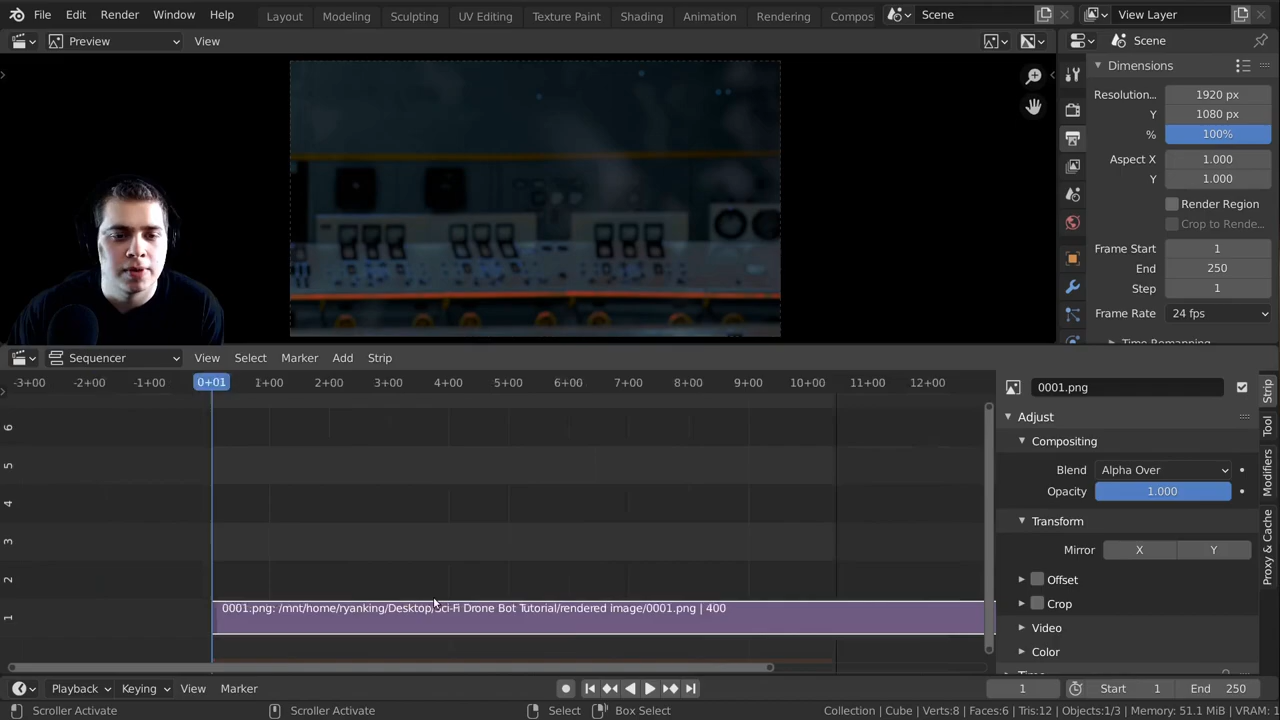 File Edit Render Window Help Layout Modeling Sculpting UV Editing Texture Paint Shading Animation Rendering Compos Scene View Layer
Preview View Scene
Dimensions
Resolution... 1920 px
Y 1080 px
% 100%
Aspect X 1.000
Y 1.000
Render Region
Crop to Rende...
Frame Start 1
End 250
Step 1
Frame Rate 24 fps
Time Remapping
Sequencer View Select Marker Add Strip
-3+00 -2+00 -1+00 0+01 1+00 2+00 3+00 4+00 5+00 6+00 7+00 8+00 9+00 10+00 11+00 12+00
6
5
4
3
2
1
0001.png: /mnt/home/ryanking/Desktop/Sci-Fi Drone Bot Tutorial/rendered image/0001.png | 400
0001.png
Adjust
Compositing
Blend Alpha Over
Opacity 1.000
Transform
Mirror X Y
Offset
Crop
Video
Color
Strip
Tool
Modifiers
Proxy & Cache
Playback Keying View Marker 1 Start 1 End 250
Scroller Activate Scroller Activate Select Box Select Collection | Cube | Verts:8 | Faces:6 | Tris:12 | Objects:1/3 | Memory: 51.1 MiB | VRAM: 1